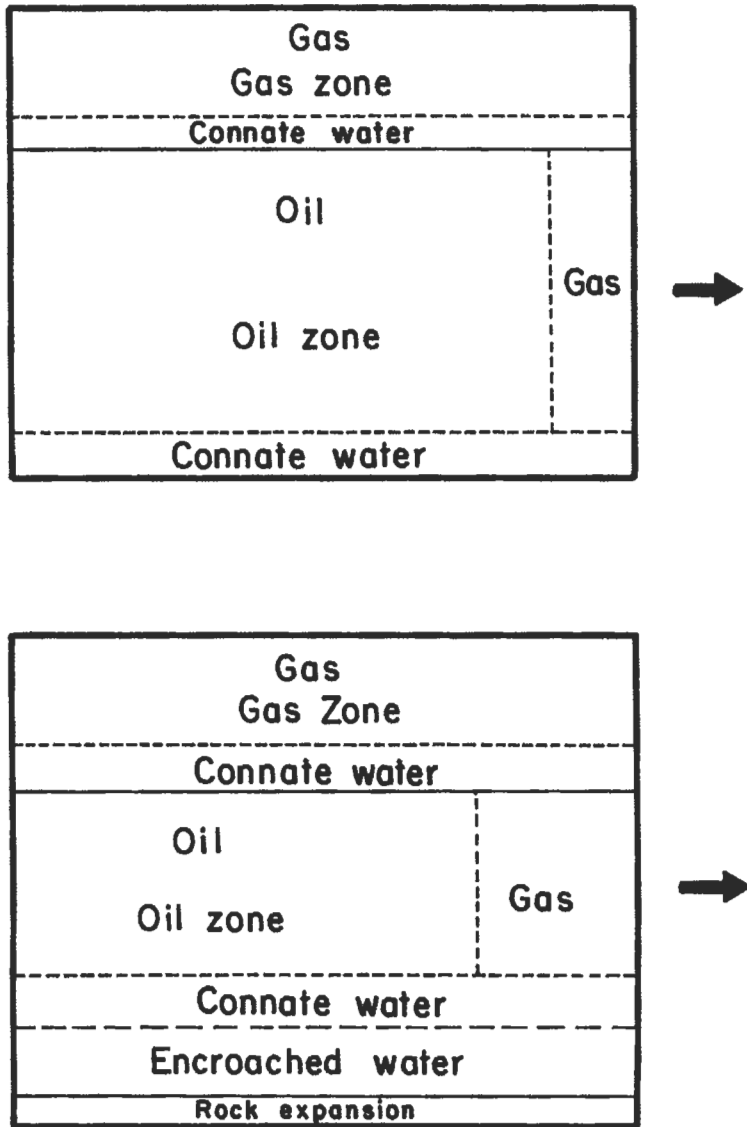 Gas
Gas zone
Connate water
Oil
Gas
Oil zone
Connate water
Gas
Gas Zone
Connate water
Oil
Gas
Oil zone
Connate water
Encroached water
Rock expansion